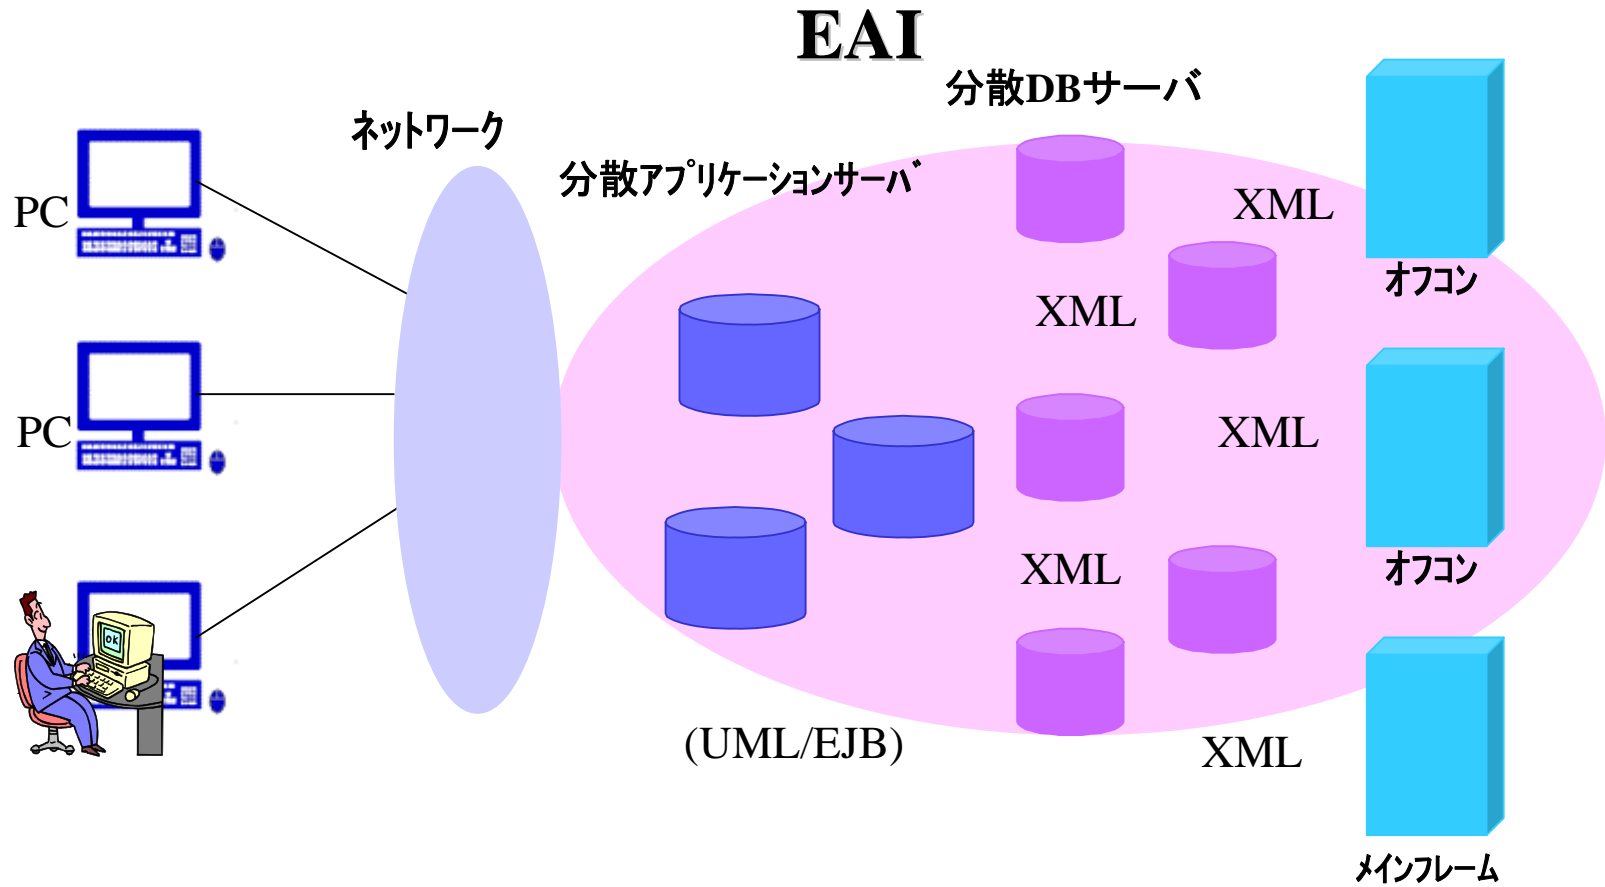 EAI
分散DBサーバ
ネットワーク
分散アプリケーションサーバ
PC
XML
オフコン
XML
PC
XML
オフコン
XML
OK
(UML/EJB)
XML
メインフレーム